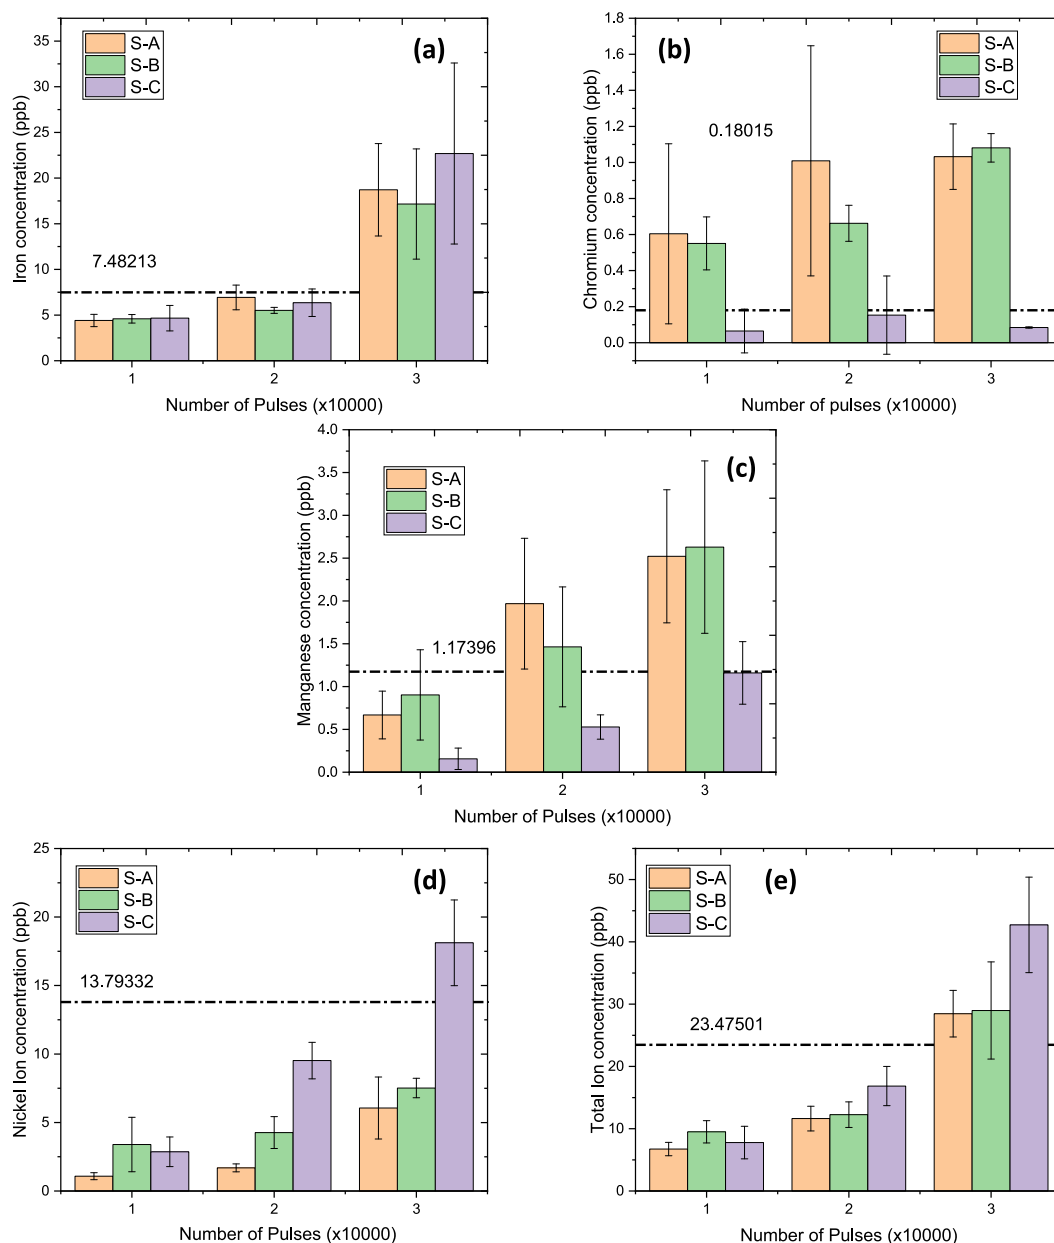 (a)
S-A
S-B
S-C
7.48213
Iron concentration (ppb)
35
30
25
20
15
10
5
0
1 2 3
Number of Pulses (x10000)
(b)
S-A
S-B
S-C
0.18015
Chromium concentration (ppb)
1.8
1.6
1.4
1.2
1.0
0.8
0.6
0.4
0.2
0.0
1 2 3
Number of pulses (x10000)
(c)
S-A
S-B
S-C
1.17396
Manganese concentration (ppb)
4.0
3.5
3.0
2.5
2.0
1.5
1.0
0.5
0.0
1 2 3
Number of Pulses (x10000)
(d)
S-A
S-B
S-C
13.79332
Nickel Ion concentration (ppb)
25
20
15
10
5
0
1 2 3
Number of Pulses (x10000)
(e)
S-A
S-B
S-C
23.47501
Total Ion concentration (ppb)
50
40
30
20
10
0
1 2 3
Number of Pulses (x10000)